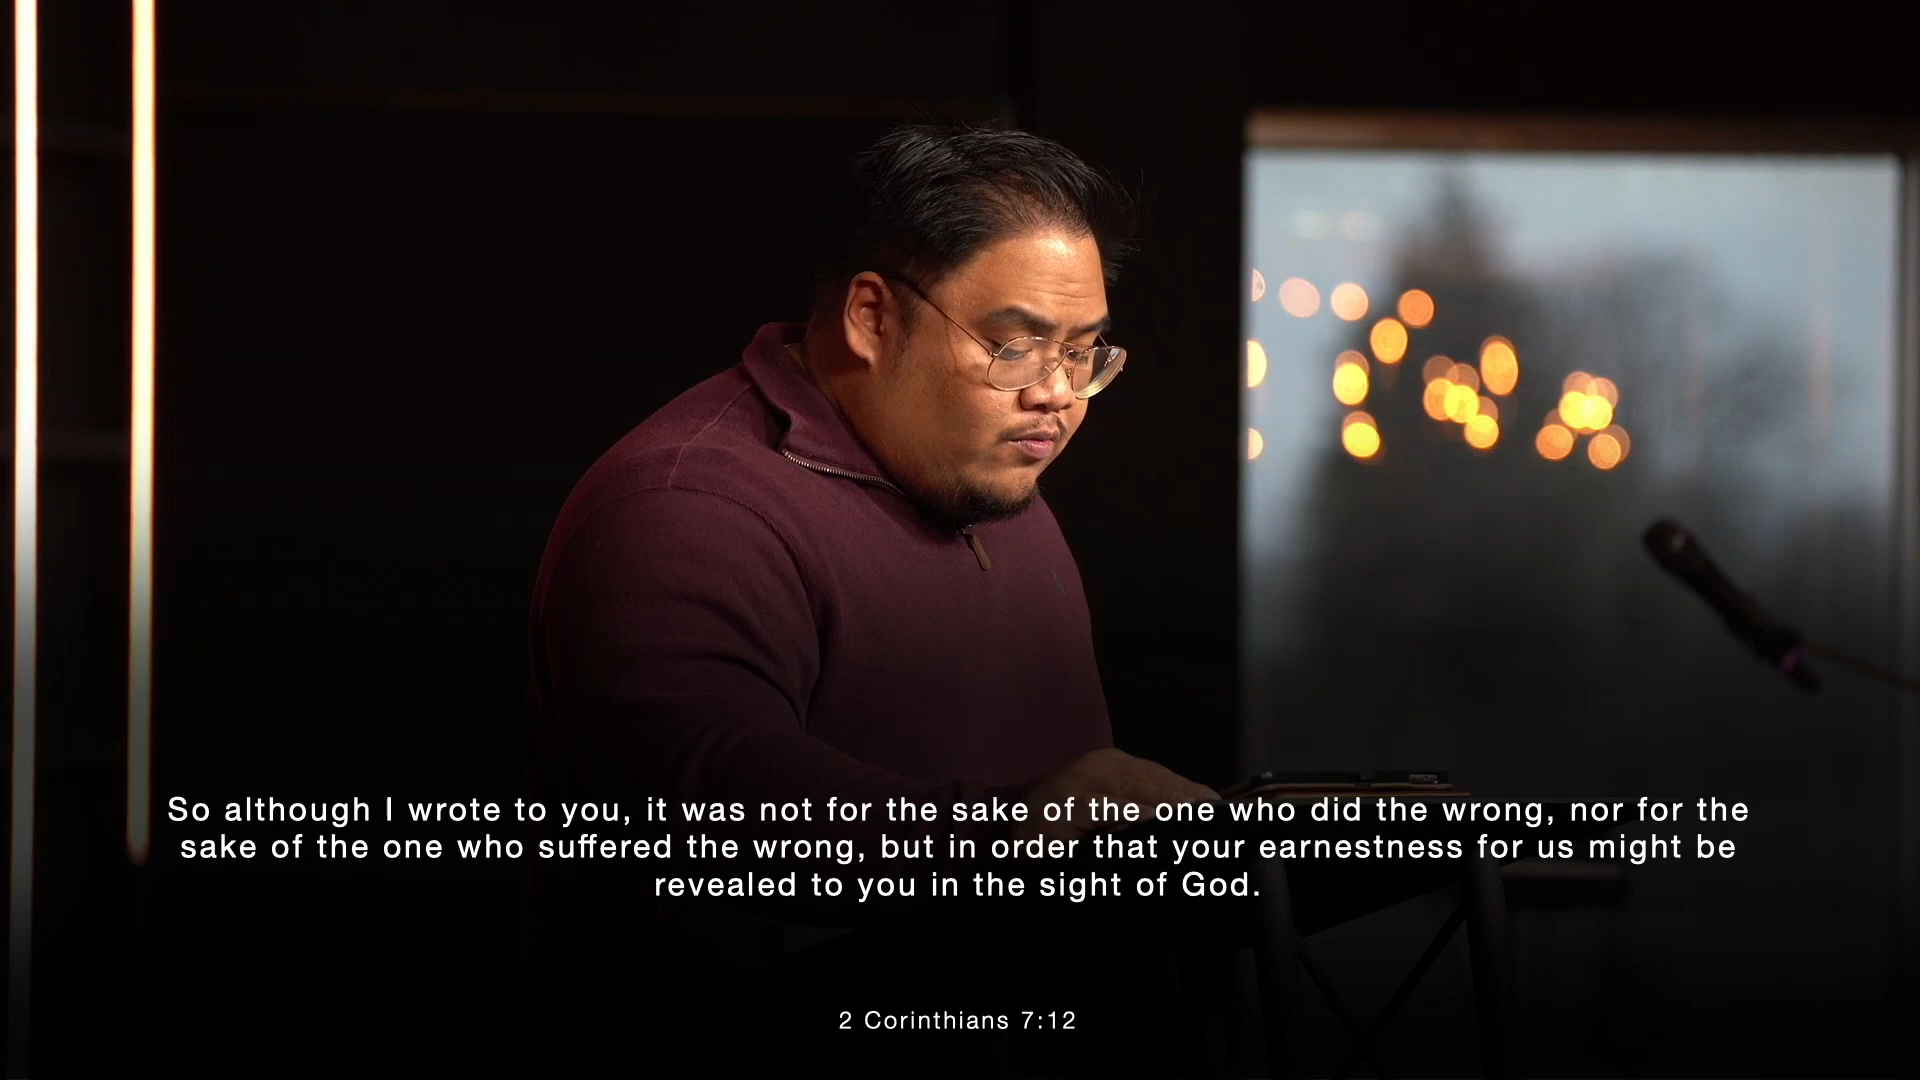 So although I wrote to you, it was not for the sake of the one who did the wrong, nor for the
sake of the one who suffered the wrong, but in order that your earnestness for us might be
revealed to you in the sight of God.
2 Corinthians 7:12